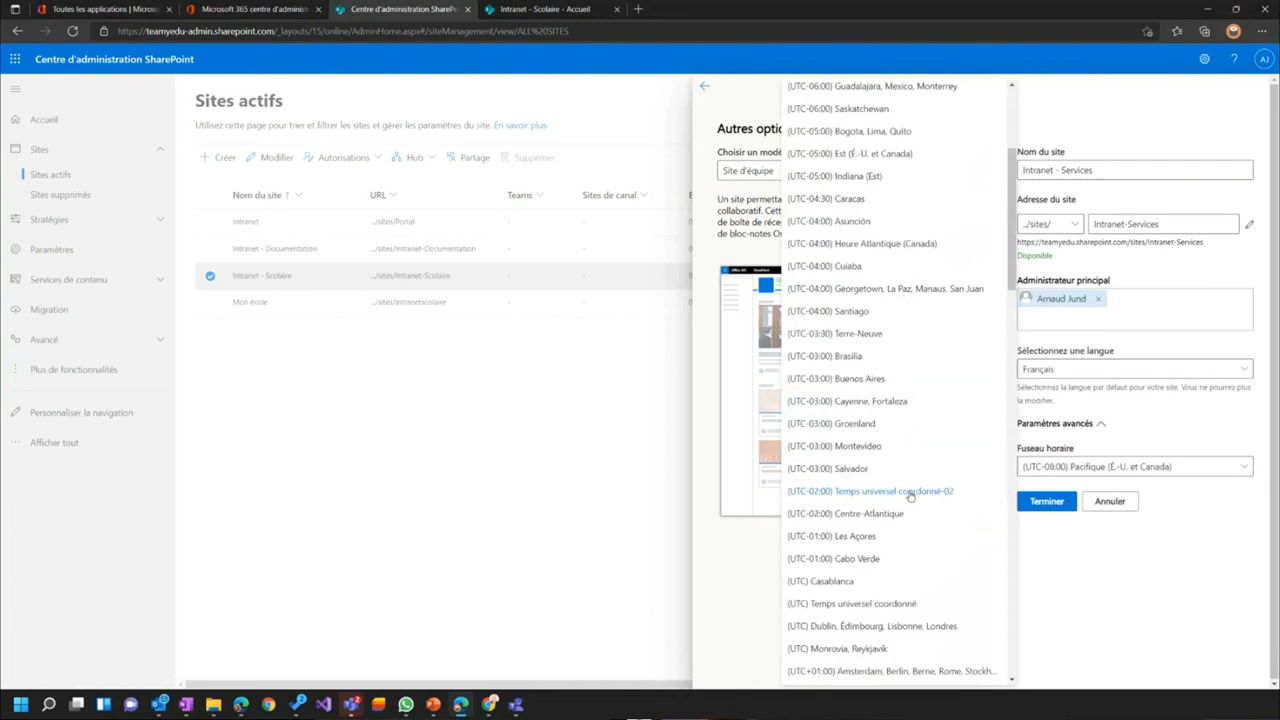 Toutes les applications | Micros
Microsoft 365 centre d'administ
Centre d'administration SharePoi
Intranet - Scolaire - Accueil
https://teamyedu-admin.sharepoint.com/_layouts/15/online/AdminHome.aspx#/siteManagement/view/ALL%20SITES
Centre d'administration SharePoint
AJ
Accueil
Sites
Sites actifs
Sites supprimés
Stratégies
Paramètres
Services de contenu
Migration
Avancé
Plus de fonctionnalités
Personnaliser la navigation
Afficher tout
Sites actifs
Utilisez cette page pour trier et filtrer les sites et gérer les paramètres du site. En savoir plus
Créer Modifier Autorisations Hub Partage Supprimer
Nom du site ↑ URL Teams Sites de canal
Intranet .../sites/Portal - -
Intranet - Documentation .../sites/Intranet-Documentation - -
Intranet - Scolaire .../sites/Intranet-Scolaire - -
Mon école .../sites/Intranetscolaire - -
Autres opti
Choisir un modè
Site d'équipe
Un site permetta
collaboratif. Cett
de boîte de réce
de bloc-notes On
(UTC-06:00) Guadalajara, Mexico, Monterrey
(UTC-06:00) Saskatchewan
(UTC-05:00) Bogota, Lima, Quito
(UTC-05:00) Est (É.-U. et Canada)
(UTC-05:00) Indiana (Est)
(UTC-04:30) Caracas
(UTC-04:00) Asunción
(UTC-04:00) Heure Atlantique (Canada)
(UTC-04:00) Cuiaba
(UTC-04:00) Georgetown, La Paz, Manaus, San Juan
(UTC-04:00) Santiago
(UTC-03:30) Terre-Neuve
(UTC-03:00) Brasilia
(UTC-03:00) Buenos Aires
(UTC-03:00) Cayenne, Fortaleza
(UTC-03:00) Groenland
(UTC-03:00) Montevideo
(UTC-03:00) Salvador
(UTC-02:00) Temps universel coordonné-02
(UTC-02:00) Centre-Atlantique
(UTC-01:00) Les Açores
(UTC-01:00) Cabo Verde
(UTC) Casablanca
(UTC) Temps universel coordonné
(UTC) Dublin, Édimbourg, Lisbonne, Londres
(UTC) Monrovia, Reykjavik
(UTC+01:00) Amsterdam, Berlin, Berne, Rome, Stockh...
Nom du site
Intranet - Services
Adresse du site
../sites/ Intranet-Services
https://teamyedu.sharepoint.com/sites/Intranet-Services
Disponible
Administrateur principal
Arnaud Jund
Sélectionnez une langue
Français
Sélectionnez la langue par défaut pour votre site. Vous ne pourrez plus
la modifier.
Paramètres avancés
Fuseau horaire
(UTC-08:00) Pacifique (É.-U. et Canada)
Terminer Annuler